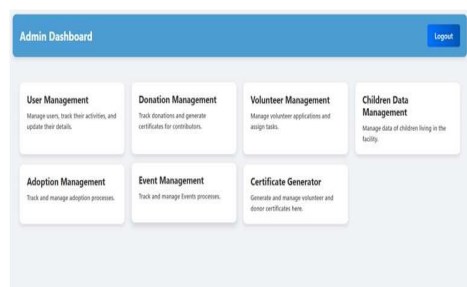 Admin Dashboard
Logout
User Management
Manage users, track their activities, and
update their details.
Donation Management
Track donations and generate
certificates for contributors.
Volunteer Management
Manage volunteer applications and
assign tasks.
Children Data
Management
Manage data of children living in the
facility.
Adoption Management
Track and manage adoption processes.
Event Management
Track and manage Events processes.
Certificate Generator
Generate and manage volunteer and
donor certificates here.